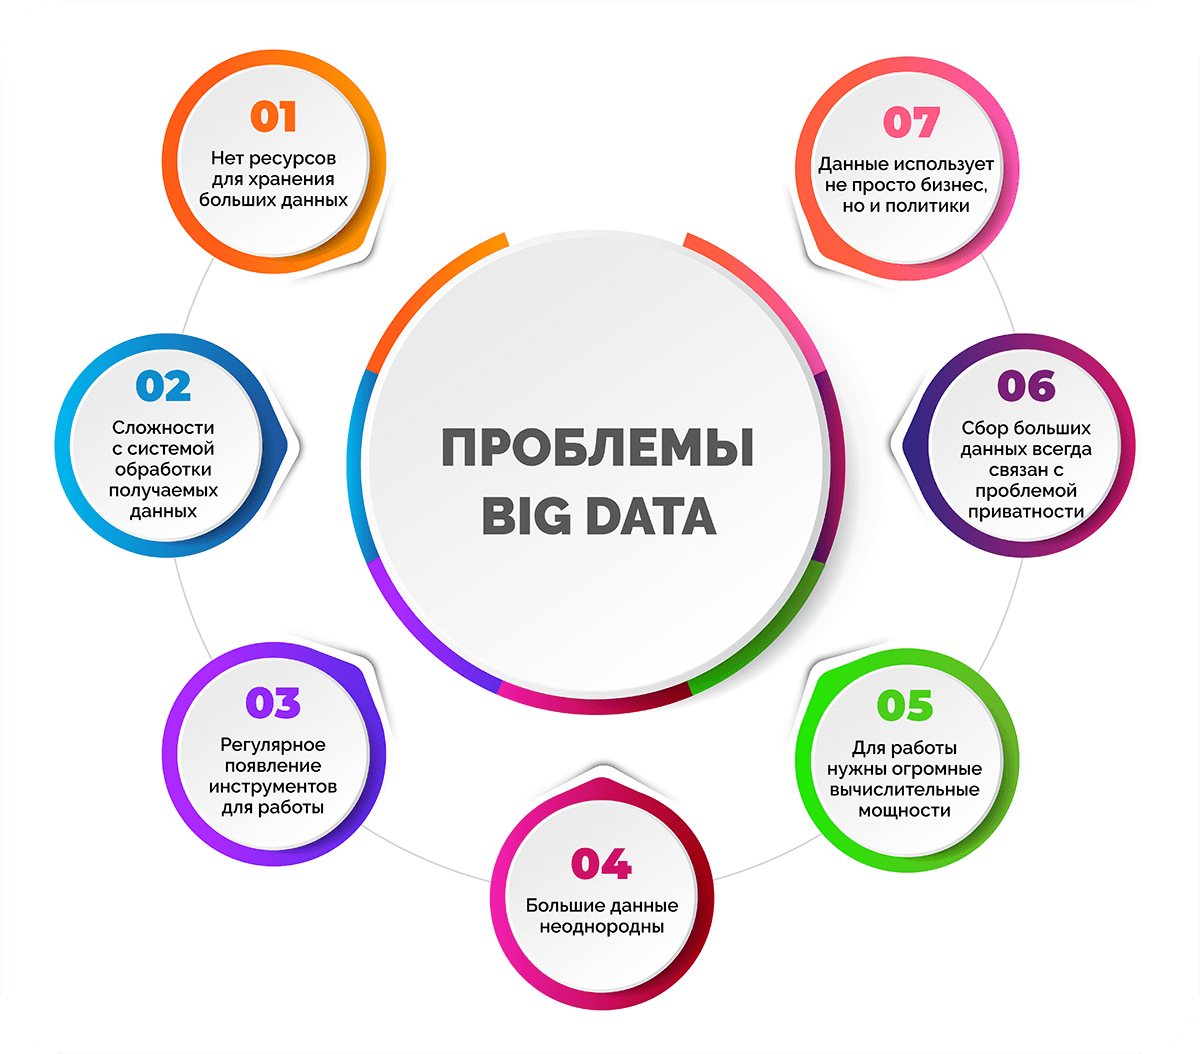 ПРОБЛЕМЫ
BIG DATA
01
Нет ресурсов
для хранения
больших данных
02
Сложности
с системой
обработки
получаемых
данных
03
Регулярное
появление
инструментов
для работы
04
Большие данные
неоднородны
05
Для работы
нужны огромные
вычислительные
мощности
06
Сбор больших
данных всегда
связан с
проблемой
приватности
07
Данные использует
не просто бизнес,
но и политики